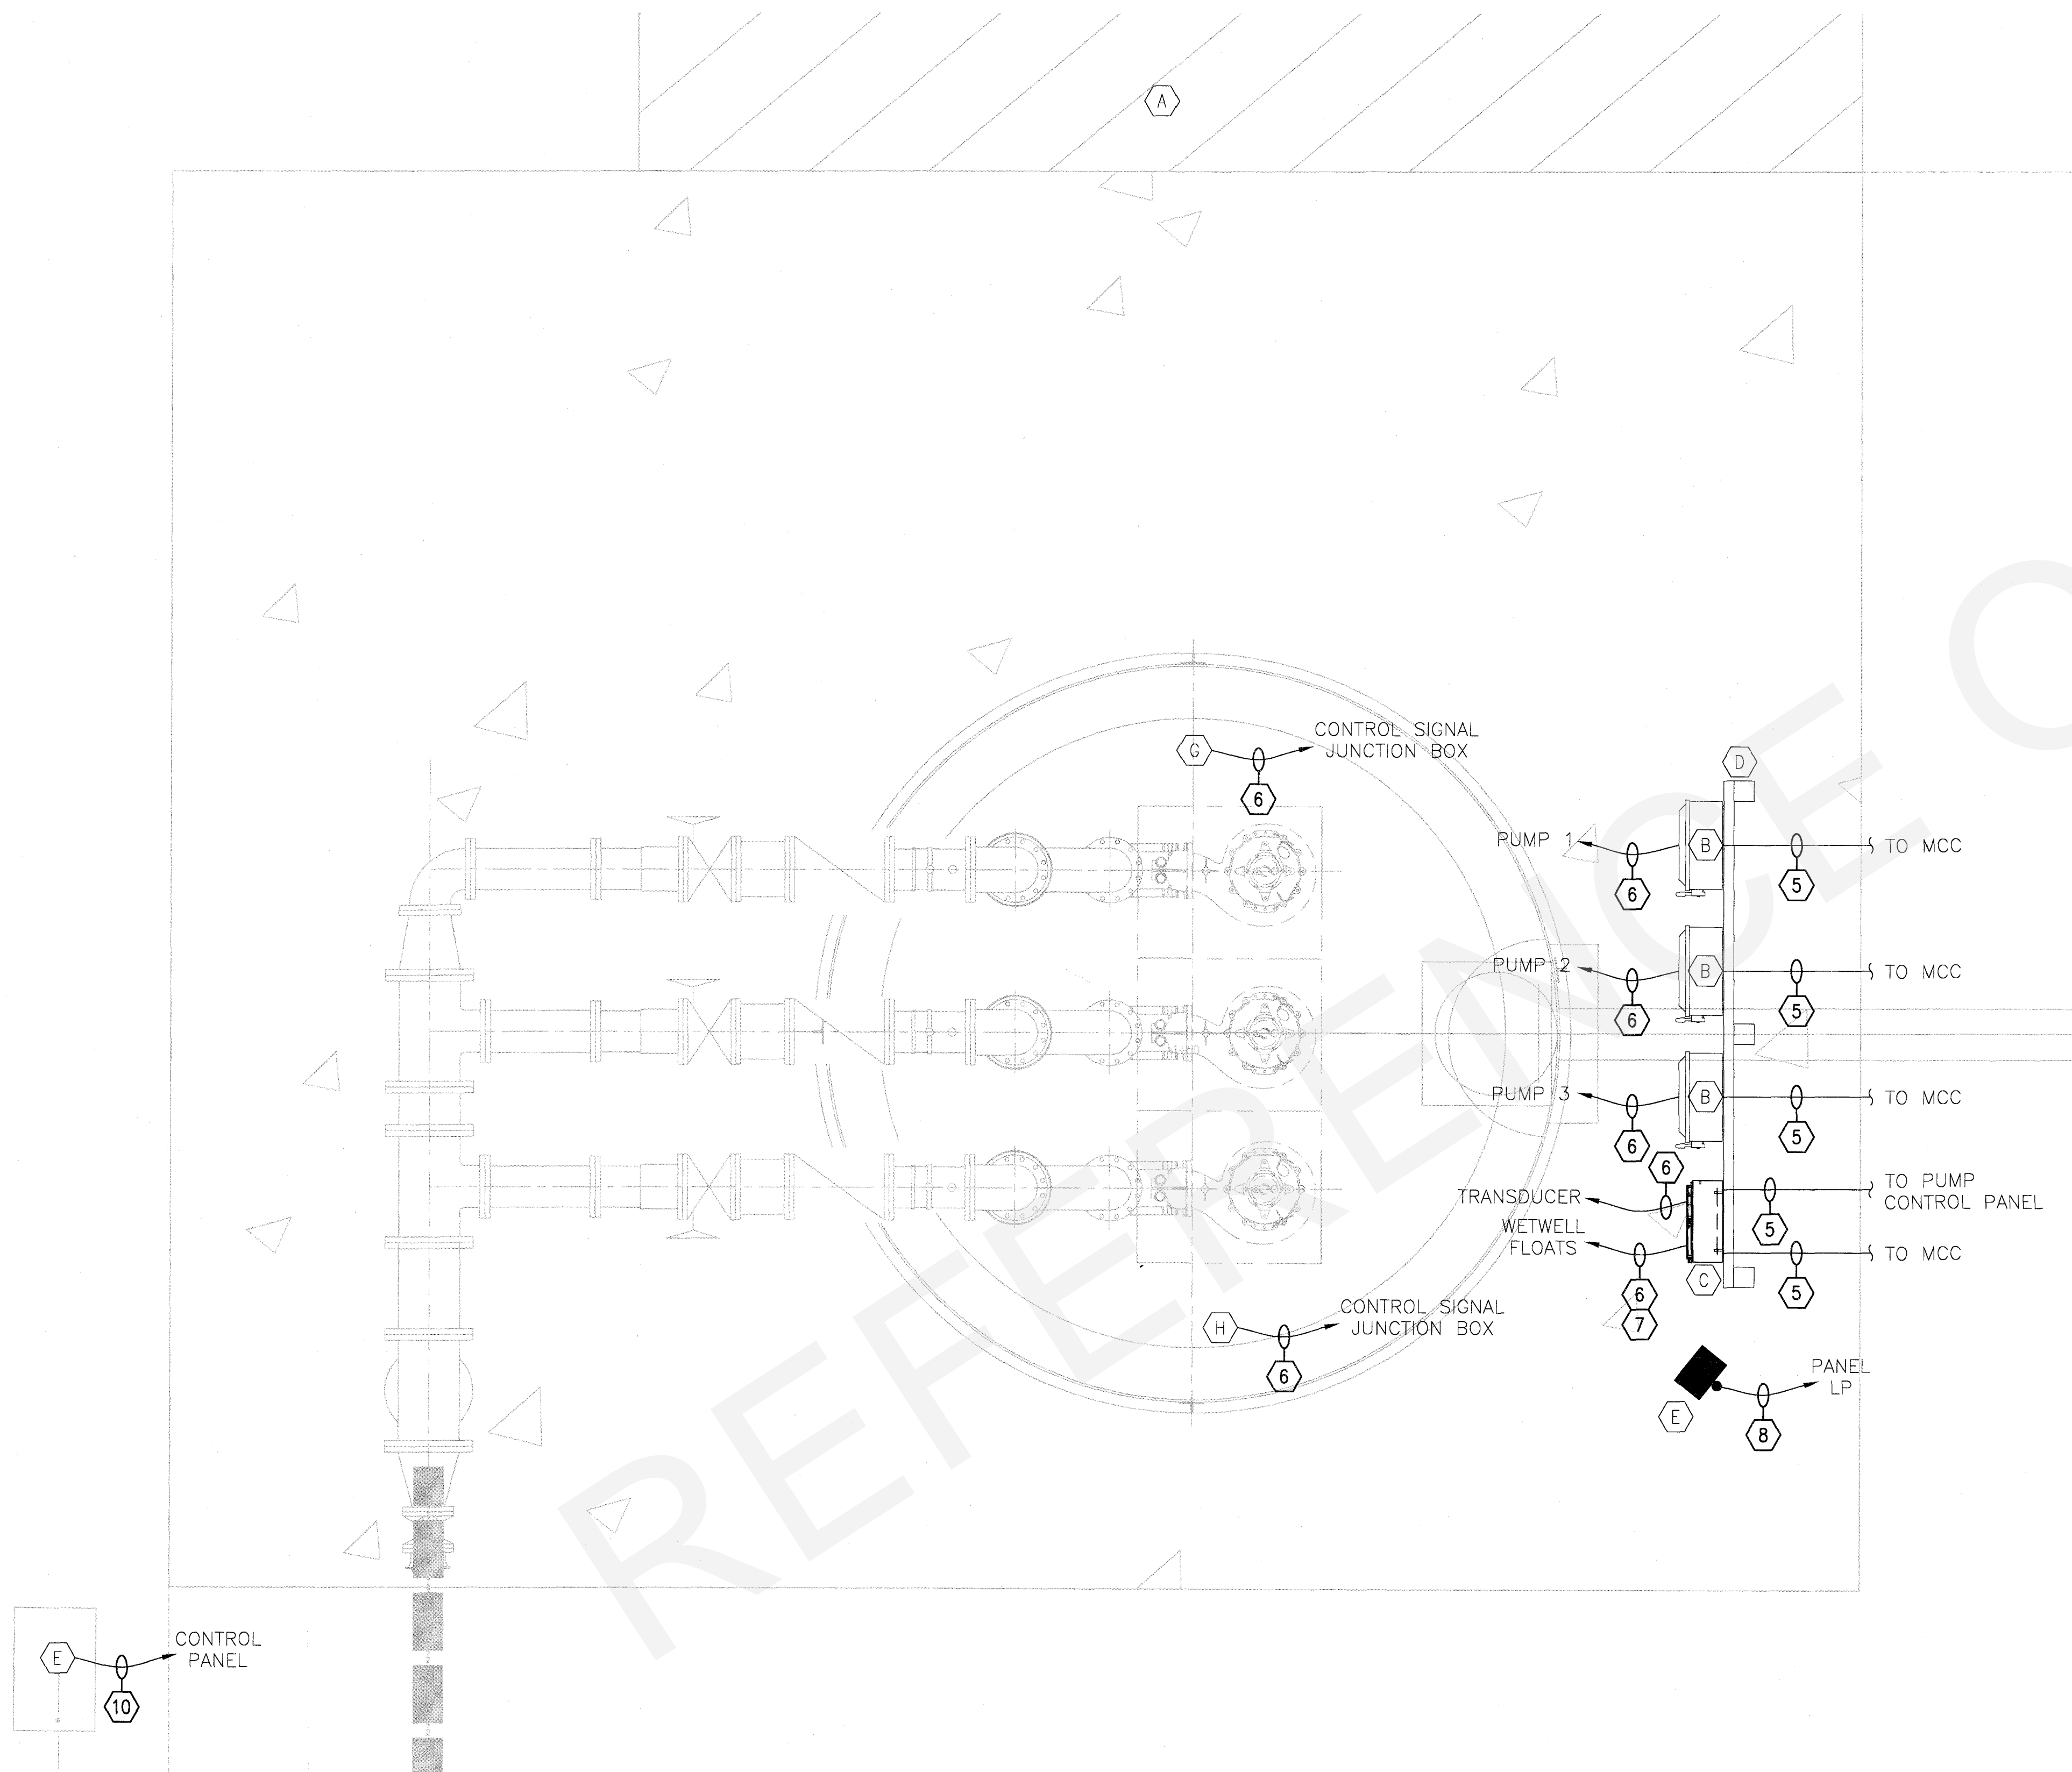 A
CONTROL SIGNAL
JUNCTION BOX
G
6
D
PUMP 1
B
TO MCC
6
5
PUMP 2
B
TO MCC
6
5
PUMP 3
B
TO MCC
6
5
6
TRANSDUCER
TO PUMP
CONTROL PANEL
5
WETWELL
FLOATS
TO MCC
C
6
7
5
H
CONTROL SIGNAL
JUNCTION BOX
6
PANEL
LP
E
8
CONTROL
PANEL
E
10
REFERENCE O